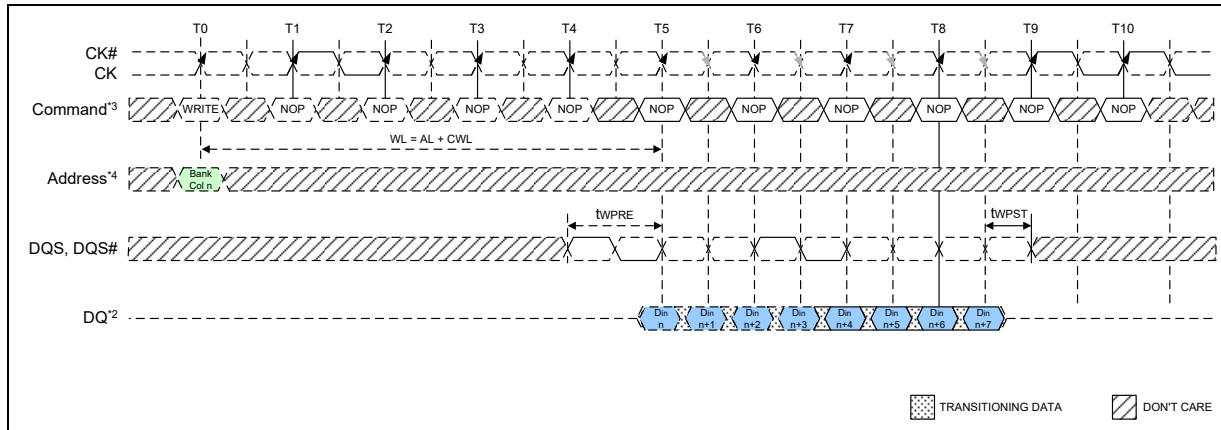 T0 T1 T2 T3 T4 T5 T6 T7 T8 T9 T10
CK#
CK
Command*3 WRITE NOP NOP NOP NOP NOP NOP NOP NOP NOP NOP
WL = AL + CWL
Address*4 Bank
Col n
tWPRE tWPST
DQS, DQS#
DQ*2 Din Din Din Din Din Din Din Din
n n+1 n+2 n+3 n+4 n+5 n+6 n+7
TRANSITIONING DATA DON'T CARE